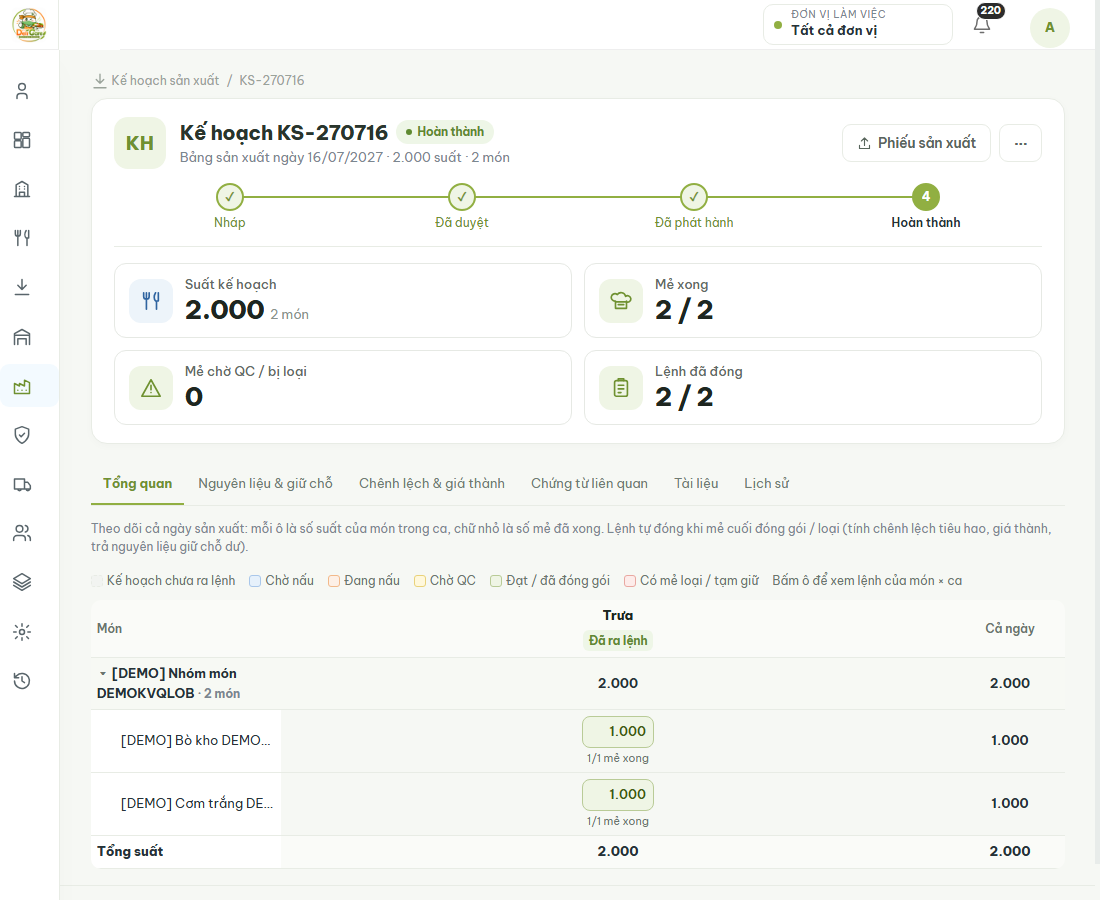 ĐƠN VỊ LÀM VIỆC
Tất cả đơn vị
220
A
Kế hoạch sản xuất / KS-270716
KH
Kế hoạch KS-270716
Hoàn thành
Bảng sản xuất ngày 16/07/2027 · 2.000 suất · 2 món
Phiếu sản xuất
...
✓ ✓ ✓ 4
Nháp
Đã duyệt
Đã phát hành
Hoàn thành
Suất kế hoạch
2.000 2 món
Mẻ xong
2 / 2
Mẻ chờ QC / bị loại
0
Lệnh đã đóng
2 / 2
Tổng quan
Nguyên liệu & giữ chỗ
Chênh lệch & giá thành
Chứng từ liên quan
Tài liệu
Lịch sử
Theo dõi cả ngày sản xuất: mỗi ô là số suất của món trong ca, chữ nhỏ là số mẻ đã xong. Lệnh tự đóng khi mẻ cuối đóng gói / loại (tính chênh lệch tiêu hao, giá thành,
trả nguyên liệu giữ chỗ dư).
Kế hoạch chưa ra lệnh
Chờ nấu
Đang nấu
Chờ QC
Đạt / đã đóng gói
Có mẻ loại / tạm giữ
Bấm ô để xem lệnh của món × ca
Món
Trưa
Đã ra lệnh
Cả ngày
[DEMO] Nhóm món
DEMOKVQLOB · 2 món
2.000
2.000
[DEMO] Bò kho DEMO...
1.000
1/1 mẻ xong
1.000
[DEMO] Cơm trắng DE...
1.000
1/1 mẻ xong
1.000
Tổng suất
2.000
2.000